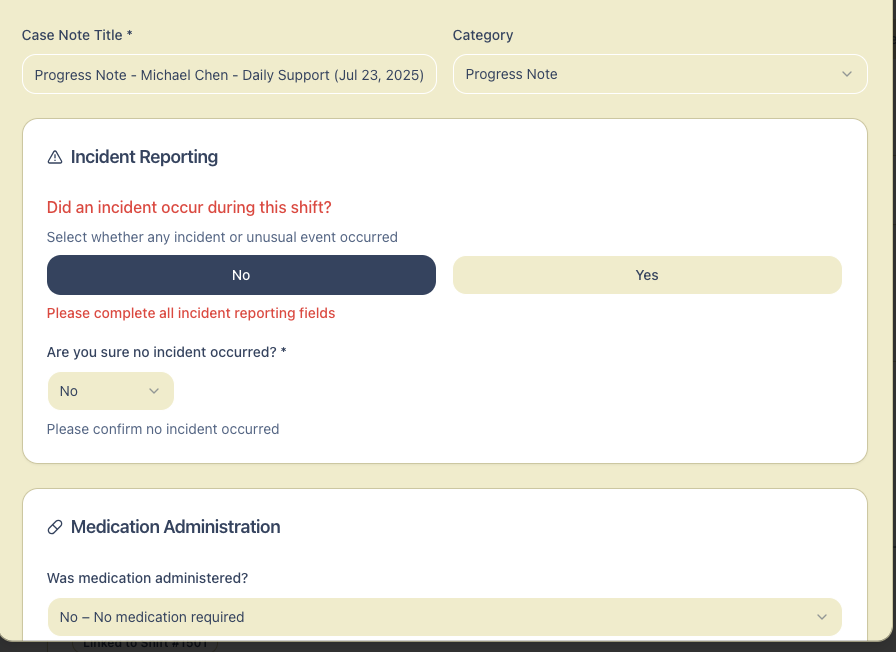 Case Note Title *
Category
Progress Note - Michael Chen - Daily Support (Jul 23, 2025)
Progress Note
Incident Reporting
Did an incident occur during this shift?
Select whether any incident or unusual event occurred
No
Yes
Please complete all incident reporting fields
Are you sure no incident occurred? *
No
Please confirm no incident occurred
Medication Administration
Was medication administered?
No – No medication required
Linked to Shift #1501